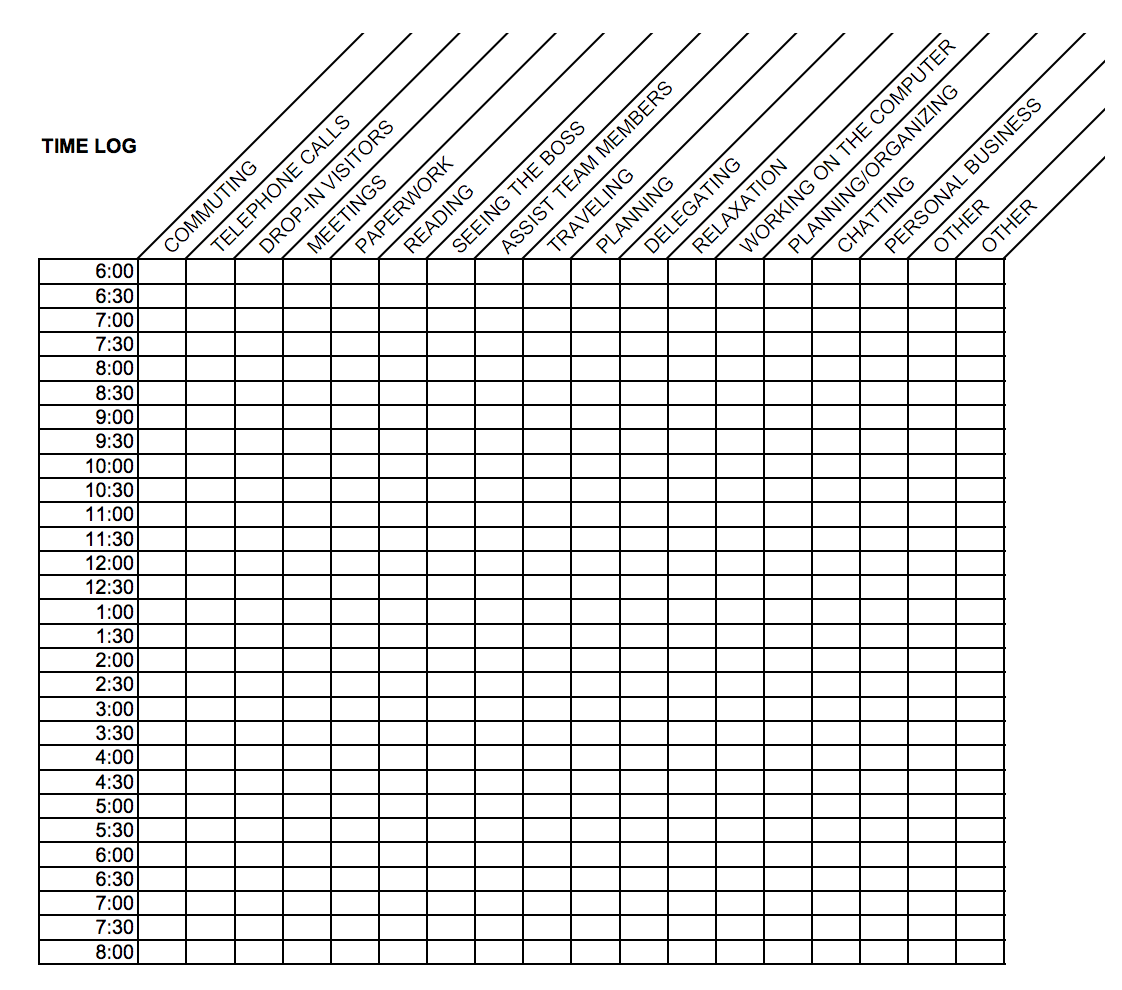 TIME LOG
COMMUTING
TELEPHONE CALLS
DROP-IN VISITORS
MEETINGS
PAPERWORK
READING
SEEING THE BOSS
ASSIST TEAM MEMBERS
TRAVELING
PLANNING
DELEGATING
RELAXATION
WORKING ON THE COMPUTER
PLANNING/ORGANIZING
CHATTING
PERSONAL BUSINESS
OTHER
OTHER
6:00
6:30
7:00
7:30
8:00
8:30
9:00
9:30
10:00
10:30
11:00
11:30
12:00
12:30
1:00
1:30
2:00
2:30
3:00
3:30
4:00
4:30
5:00
5:30
6:00
6:30
7:00
7:30
8:00